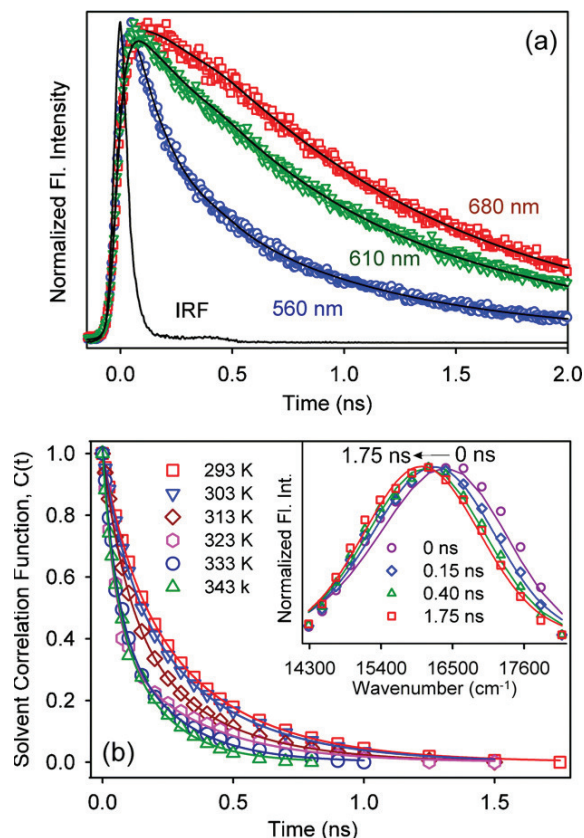 (a)
Normalized Fl. Intensity
680 nm
610 nm
560 nm
IRF
0.0 0.5 1.0 1.5 2.0
Time (ns)
Solvent Correlation Function, C(t)
1.0
0.8
0.6
0.4
0.2
0.0
293 K
303 K
313 K
323 K
333 K
343 k
1.75 ns 0 ns
Normalized Fl. Int.
0 ns
0.15 ns
0.40 ns
1.75 ns
14300 15400 16500 17600
Wavenumber (cm⁻¹)
(b)
0.0 0.5 1.0 1.5
Time (ns)